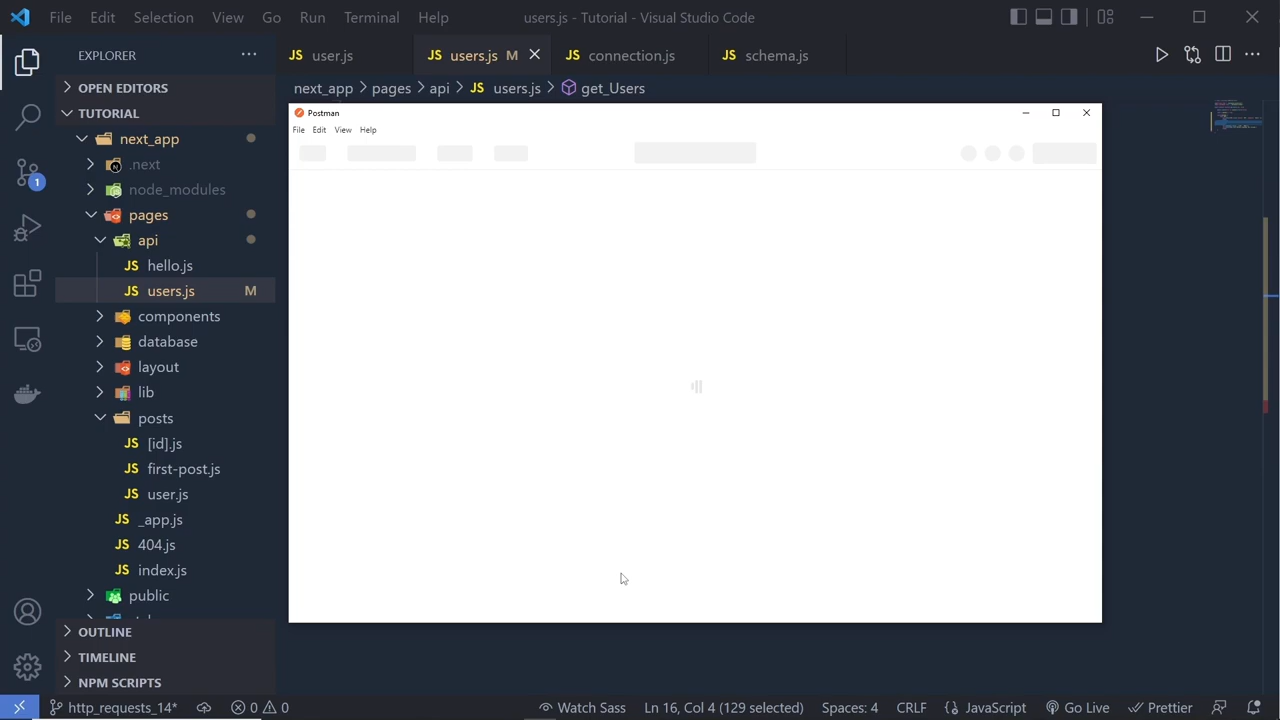 File Edit Selection View Go Run Terminal Help users.js - Tutorial - Visual Studio Code
EXPLORER
JS user.js JS users.js M JS connection.js JS schema.js
next_app pages api JS users.js get_Users
OPEN EDITORS
TUTORIAL
next_app
.next
node_modules
pages
api
JS hello.js
JS users.js M
components
database
layout
lib
posts
JS [id].js
JS first-post.js
JS user.js
JS _app.js
JS 404.js
JS index.js
public
OUTLINE
TIMELINE
NPM SCRIPTS
1
Postman
File Edit View Help
http_requests_14* 0 0 Watch Sass Ln 16, Col 4 (129 selected) Spaces: 4 CRLF JavaScript Go Live Prettier